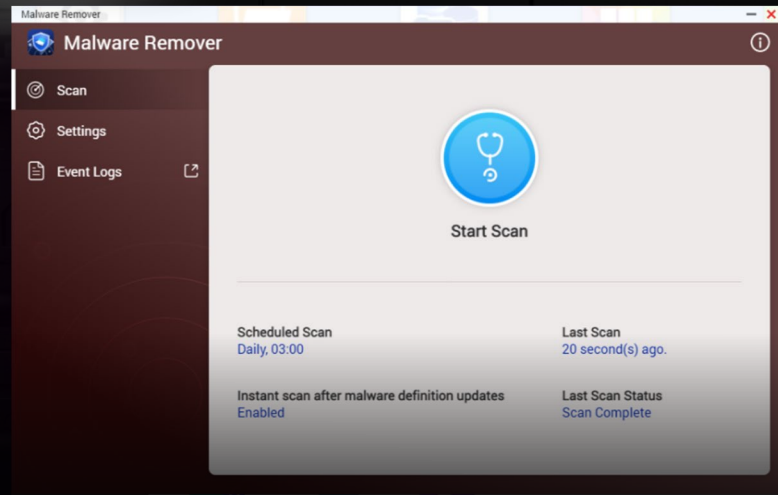 Malware Remover
Malware Remover
Scan
Settings
Event Logs
Start Scan
Scheduled Scan
Daily, 03:00
Last Scan
20 second(s) ago.
Instant scan after malware definition updates
Enabled
Last Scan Status
Scan Complete